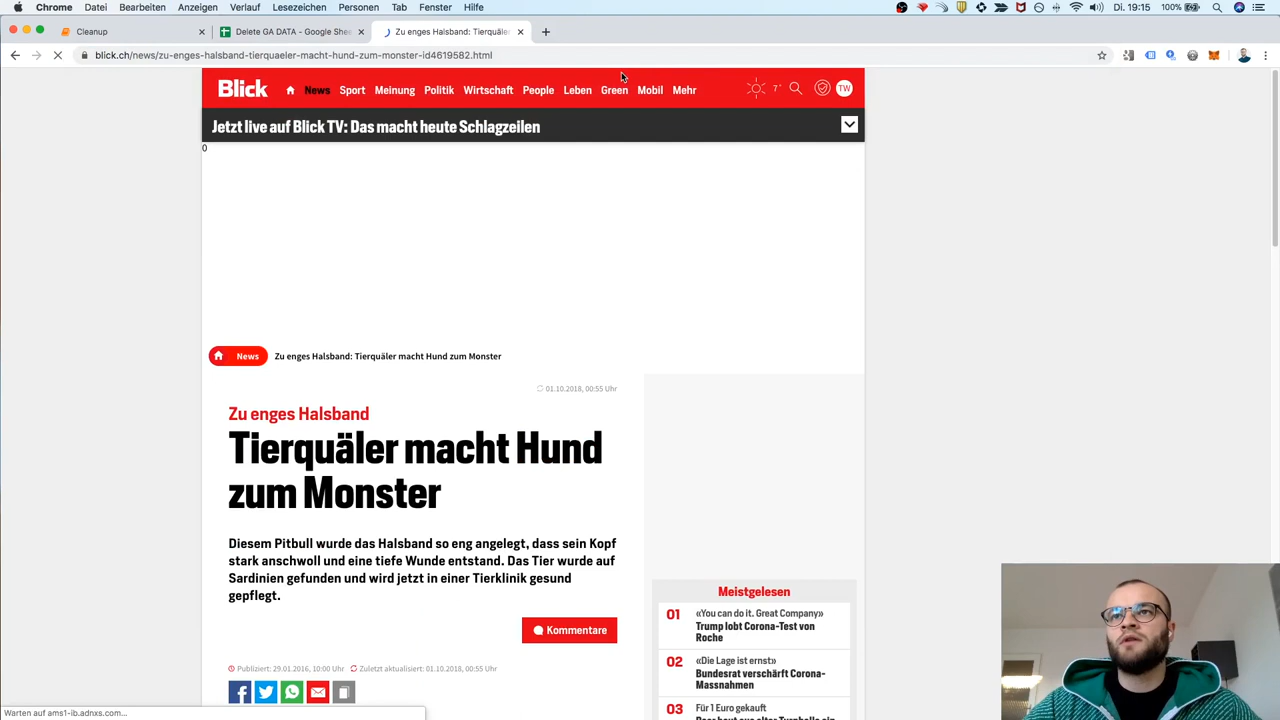 Chrome Datei Bearbeiten Anzeigen Verlauf Lesezeichen Personen Tab Fenster Hilfe
100% Di. 19:15
Cleanup
Delete GA DATA - Google Shee
Zu enges Halsband: Tierquäler
blick.ch/news/zu-enges-halsband-tierquaeler-macht-hund-zum-monster-id4619582.html
Blick News Sport Meinung Politik Wirtschaft People Leben Green Mobil Mehr 7° TW
Jetzt live auf Blick TV: Das macht heute Schlagzeilen
0
News Zu enges Halsband: Tierquäler macht Hund zum Monster
01.10.2018, 00:55 Uhr
Zu enges Halsband
Tierquäler macht Hund
zum Monster
Diesem Pitbull wurde das Halsband so eng angelegt, dass sein Kopf
stark anschwoll und eine tiefe Wunde entstand. Das Tier wurde auf
Sardinien gefunden und wird jetzt in einer Tierklinik gesund
gepflegt.
Kommentare
Publiziert: 29.01.2016, 10:00 Uhr Zuletzt aktualisiert: 01.10.2018, 00:55 Uhr
Meistgelesen
01 «You can do it. Great Company»
Trump lobt Corona-Test von
Roche
02 «Die Lage ist ernst»
Bundesrat verschärft Corona-
Massnahmen
03 Für 1 Euro gekauft
Warten auf ams1-ib.adnxs.com...